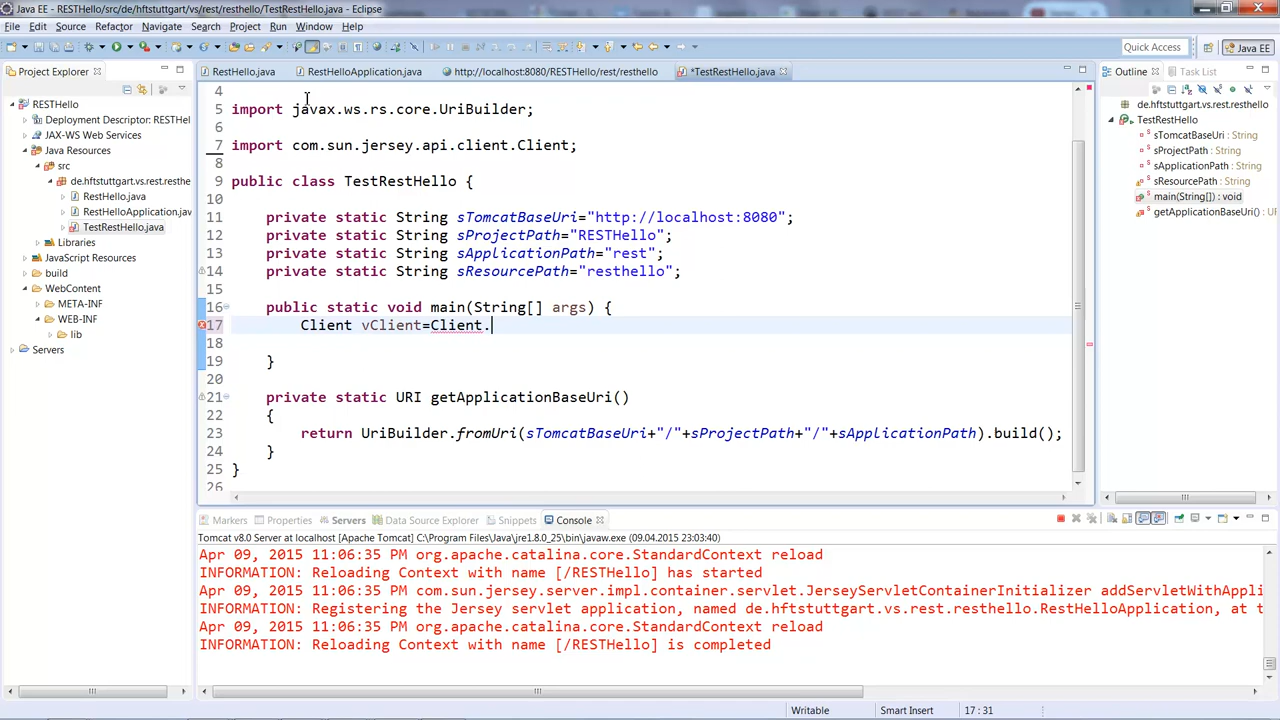 Java EE - RESTHello/src/de/hftstuttgart/vs/rest/resthello/TestRestHello.java - Eclipse
File Edit Source Refactor Navigate Search Project Run Window Help
Quick Access Java EE
Project Explorer
RESTHello
Deployment Descriptor: RESTHel
JAX-WS Web Services
Java Resources
src
de.hftstuttgart.vs.rest.resthe
RestHello.java
RestHelloApplication.jav
TestRestHello.java
Libraries
JavaScript Resources
build
WebContent
META-INF
WEB-INF
lib
Servers
RestHello.java RestHelloApplication.java http://localhost:8080/RESTHello/rest/resthello *TestRestHello.java
4
5 import javax.ws.rs.core.UriBuilder;
6
7 import com.sun.jersey.api.client.Client;
8
9 public class TestRestHello {
10
11 private static String sTomcatBaseUri="http://localhost:8080";
12 private static String sProjectPath="RESTHello";
13 private static String sApplicationPath="rest";
14 private static String sResourcePath="resthello";
15
16 public static void main(String[] args) {
17 Client vClient=Client.
18
19 }
20
21 private static URI getApplicationBaseUri()
22 {
23 return UriBuilder.fromUri(sTomcatBaseUri+"/"+sProjectPath+"/"+sApplicationPath).build();
24 }
25 }
26
Outline Task List
de.hftstuttgart.vs.rest.resthello
TestRestHello
sTomcatBaseUri : String
sProjectPath : String
sApplicationPath : String
sResourcePath : String
main(String[]) : void
getApplicationBaseUri() : U
Markers Properties Servers Data Source Explorer Snippets Console
Tomcat v8.0 Server at localhost [Apache Tomcat] C:\Program Files\Java\jre1.8.0_25\bin\javaw.exe (09.04.2015 23:03:40)
Apr 09, 2015 11:06:35 PM org.apache.catalina.core.StandardContext reload
INFORMATION: Reloading Context with name [/RESTHello] has started
Apr 09, 2015 11:06:35 PM com.sun.jersey.server.impl.container.servlet.JerseyServletContainerInitializer addServletWithAppli
INFORMATION: Registering the Jersey servlet application, named de.hftstuttgart.vs.rest.resthello.RestHelloApplication, at t
Apr 09, 2015 11:06:35 PM org.apache.catalina.core.StandardContext reload
INFORMATION: Reloading Context with name [/RESTHello] is completed
Writable Smart Insert 17 : 31